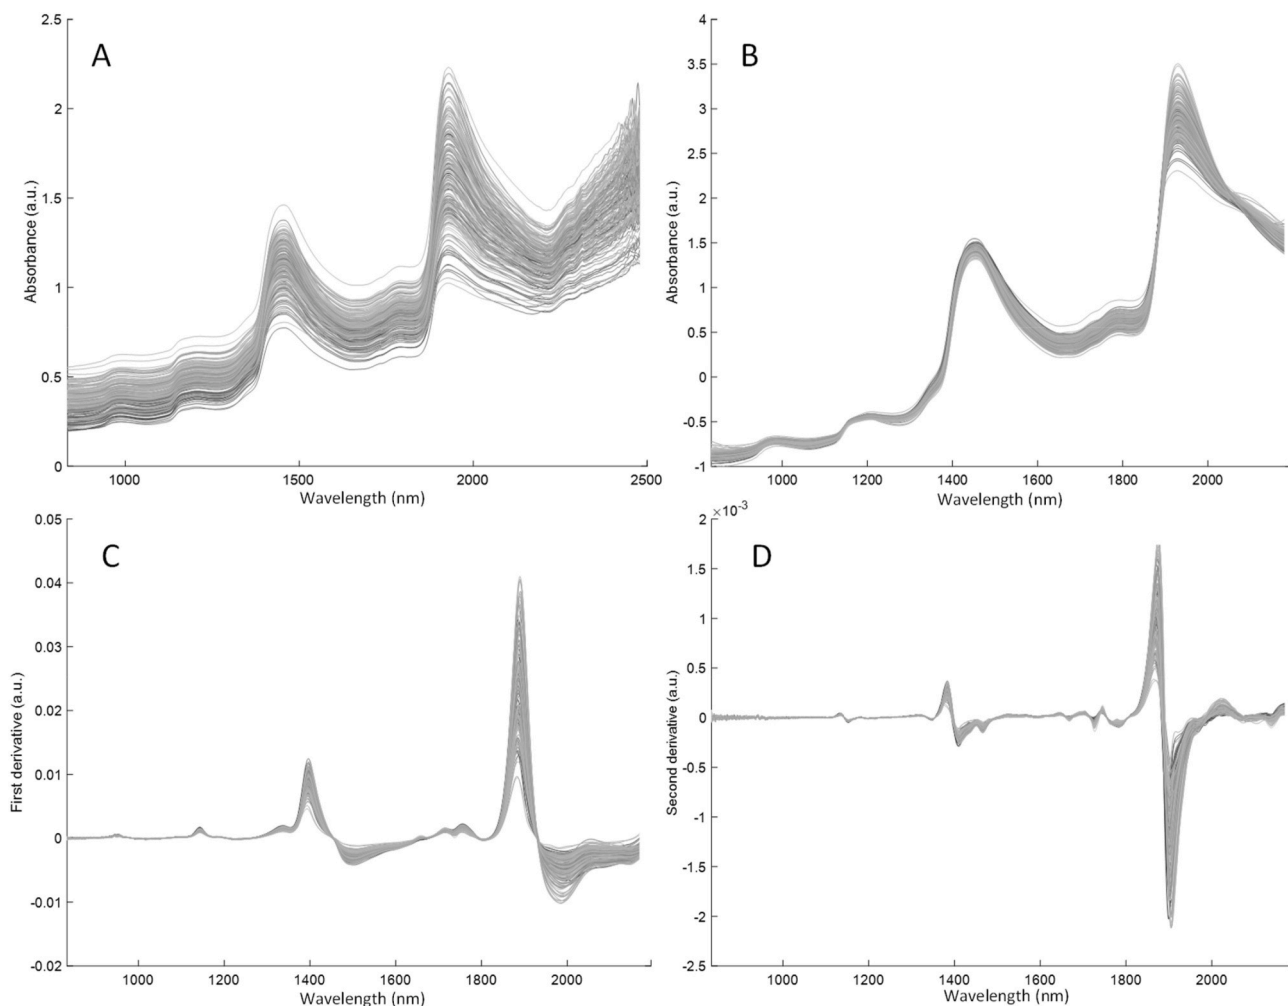 A
2.5
2
1.5
1
0.5
0
1000 1500 2000 2500
Absorbance (a.u.)
Wavelength (nm)
B
4
3.5
3
2.5
2
1.5
1
0.5
0
-0.5
-1
1000 1200 1400 1600 1800 2000
Absorbance (a.u.)
Wavelength (nm)
C
0.05
0.04
0.03
0.02
0.01
0
-0.01
-0.02
1000 1200 1400 1600 1800 2000
First derivative (a.u.)
Wavelength (nm)
D
×10⁻³
2
1.5
1
0.5
0
-0.5
-1
-1.5
-2
-2.5
1000 1200 1400 1600 1800 2000
Second derivative (a.u.)
Wavelength (nm)